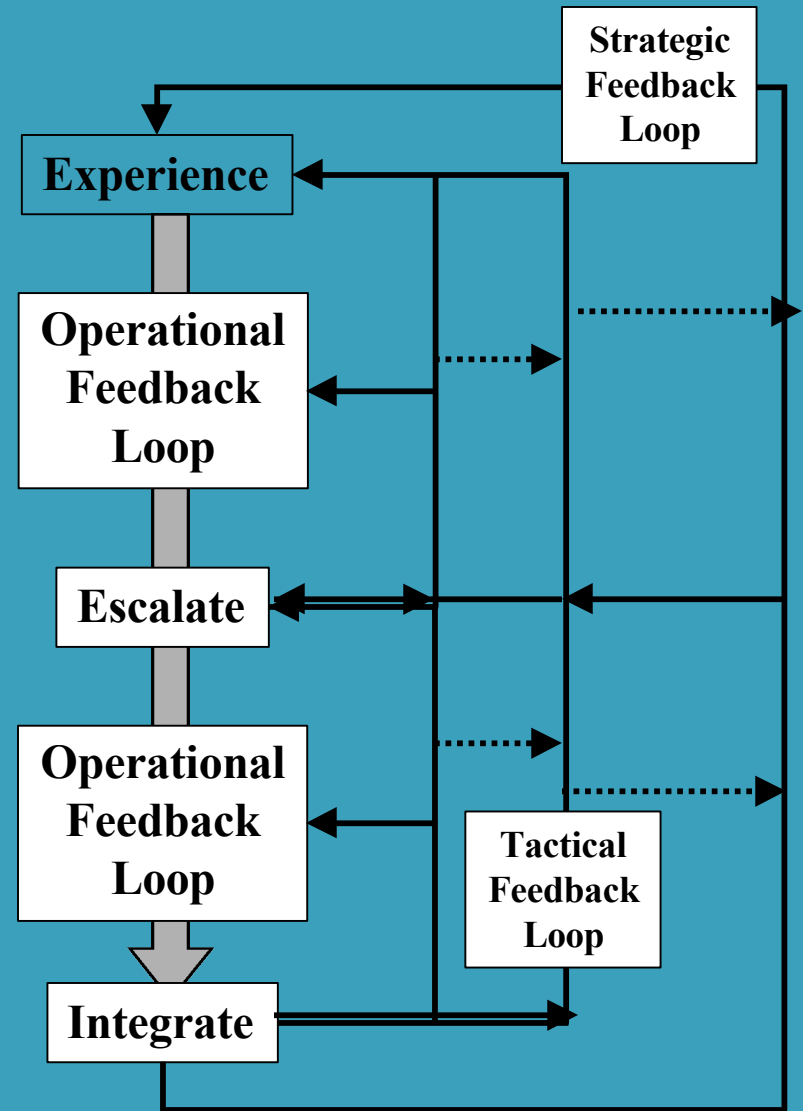 Strategic
Feedback
Loop
Experience
Operational
Feedback
Loop
Escalate
Operational
Feedback
Loop
Tactical
Feedback
Loop
Integrate